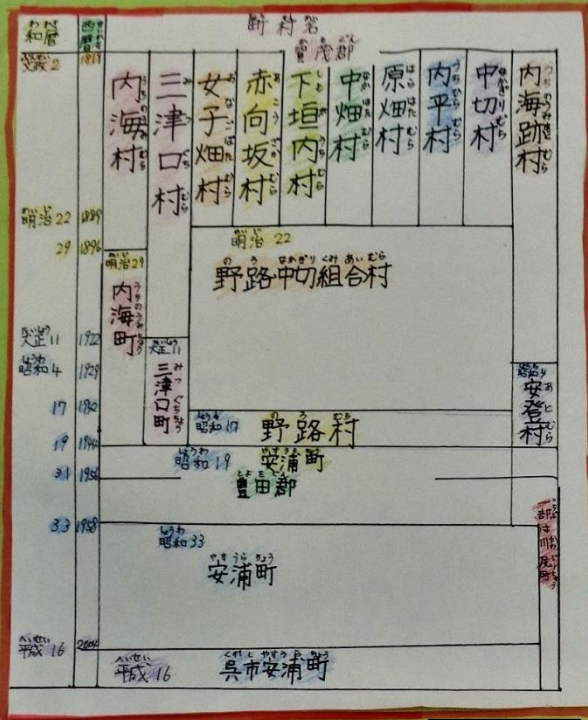 和暦
西暦
町村名
賀茂郡
文政2
1819
内海村
三津口村
女子畑村
赤向坂村
下垣内村
中畑村
原畑村
内平村
中切村
内海跡村
明治22
1889
明治22
29
1896
明治29
野路中切組合村
内海町
大正11
1922
大正11
三津口町
昭和4
1929
昭和4
安登村
17
昭和17
野路村
19
1944
昭和19
安浦町
豊田郡
31
1956
33
1958
昭和33
安浦町
一部は川尻町
平成16
2004
平成16
呉市安浦町